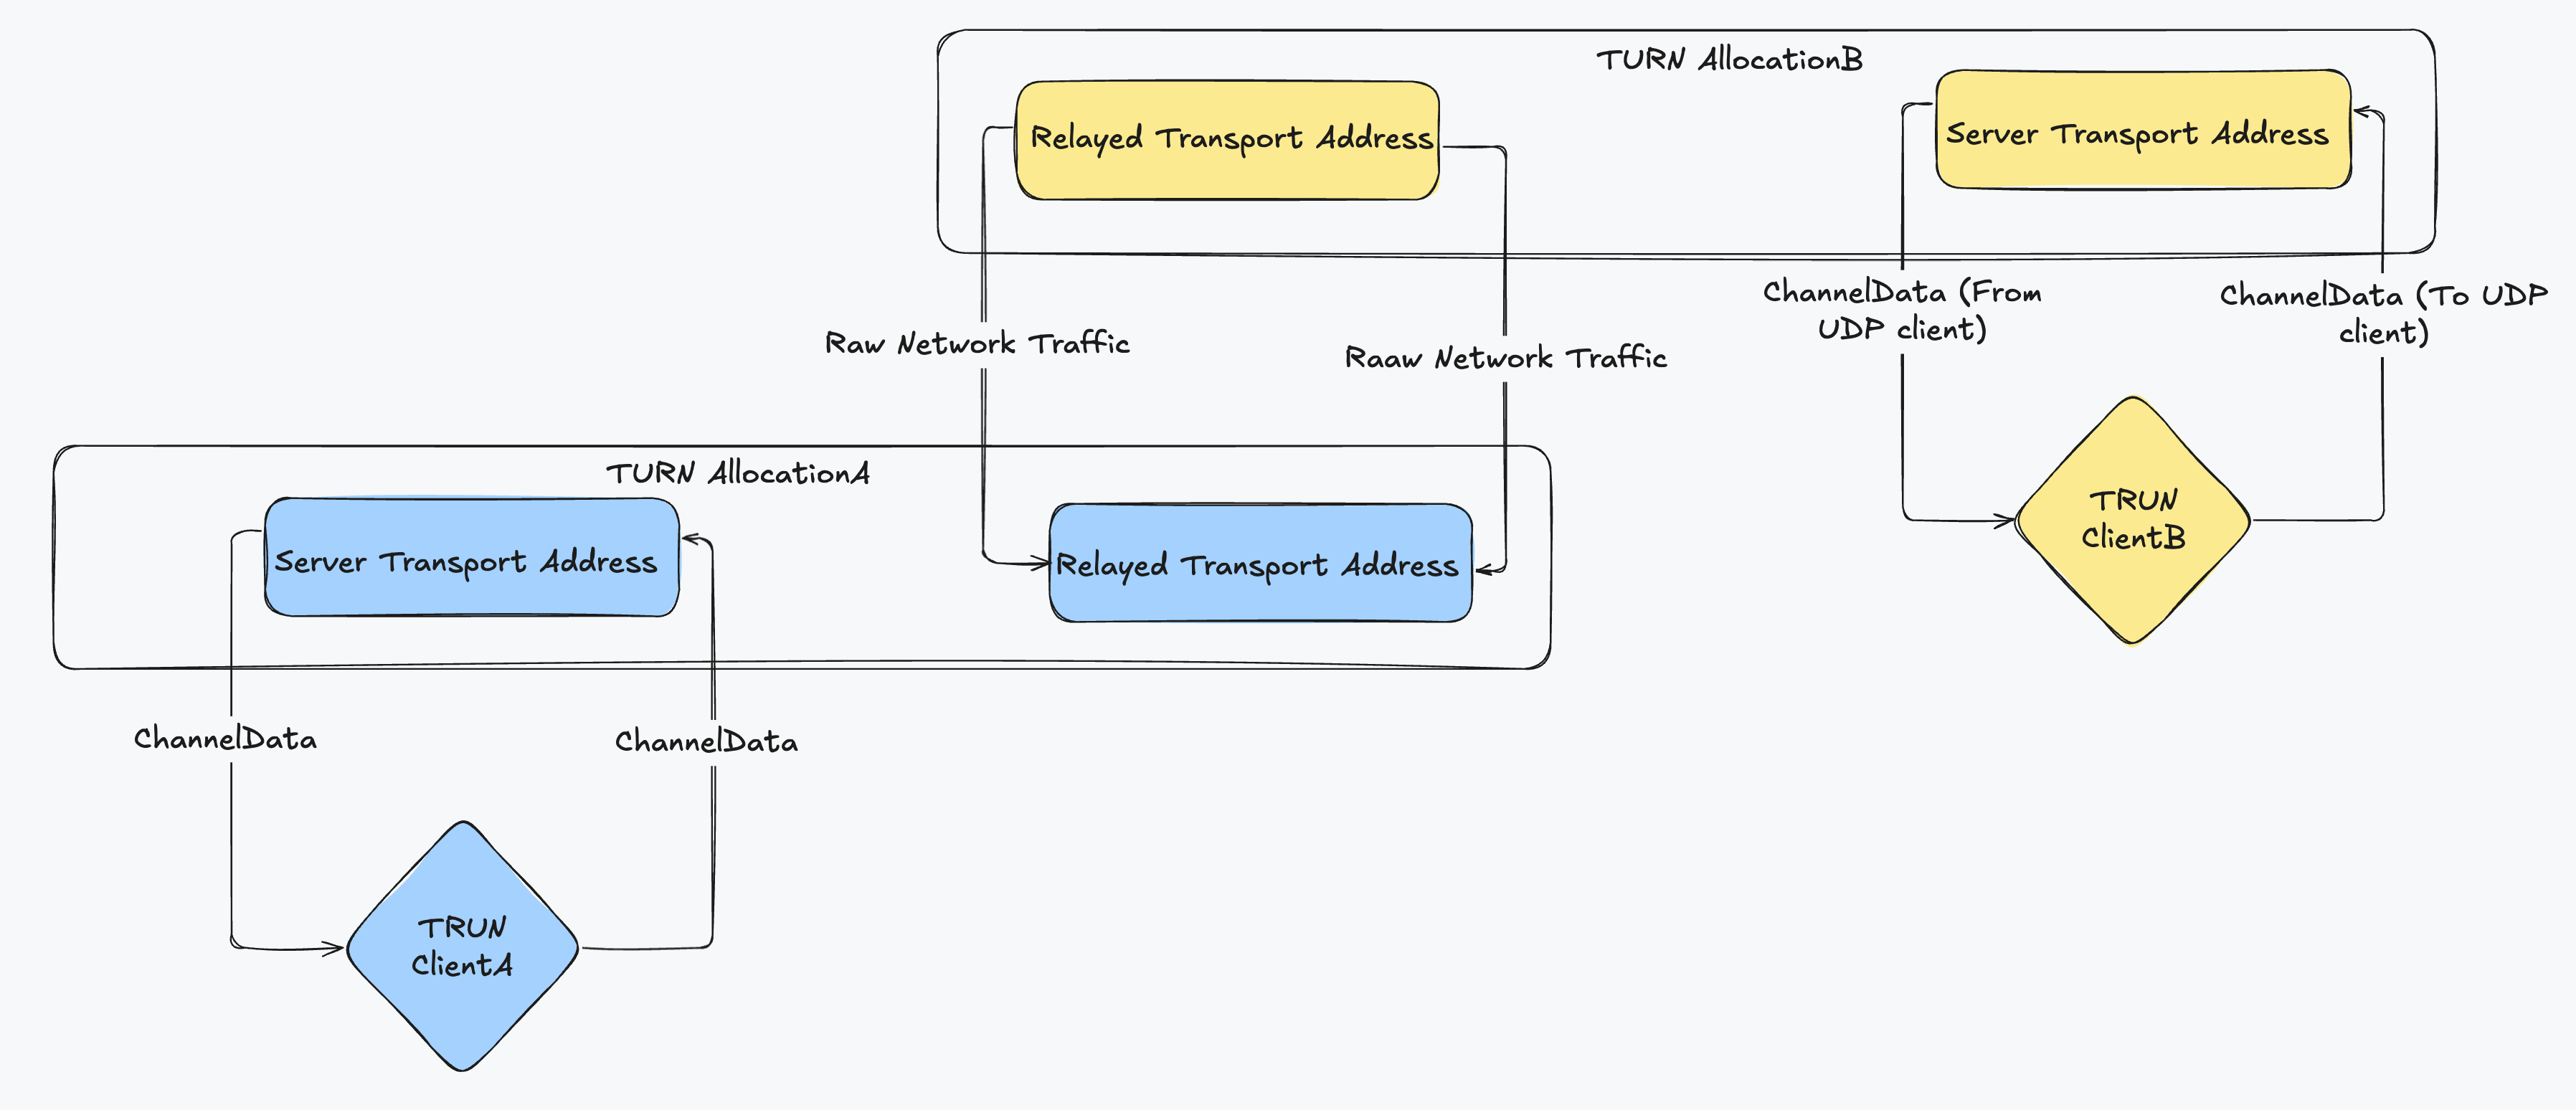 TURN AllocationB
Relayed Transport Address
Server Transport Address
ChannelData (From
UDP client)
ChannelData (To UDP
client)
Raw Network Traffic
Raaw Network Traffic
TURN AllocationA
Server Transport Address
Relayed Transport Address
TRUN
ClientB
ChannelData
ChannelData
TRUN
ClientA